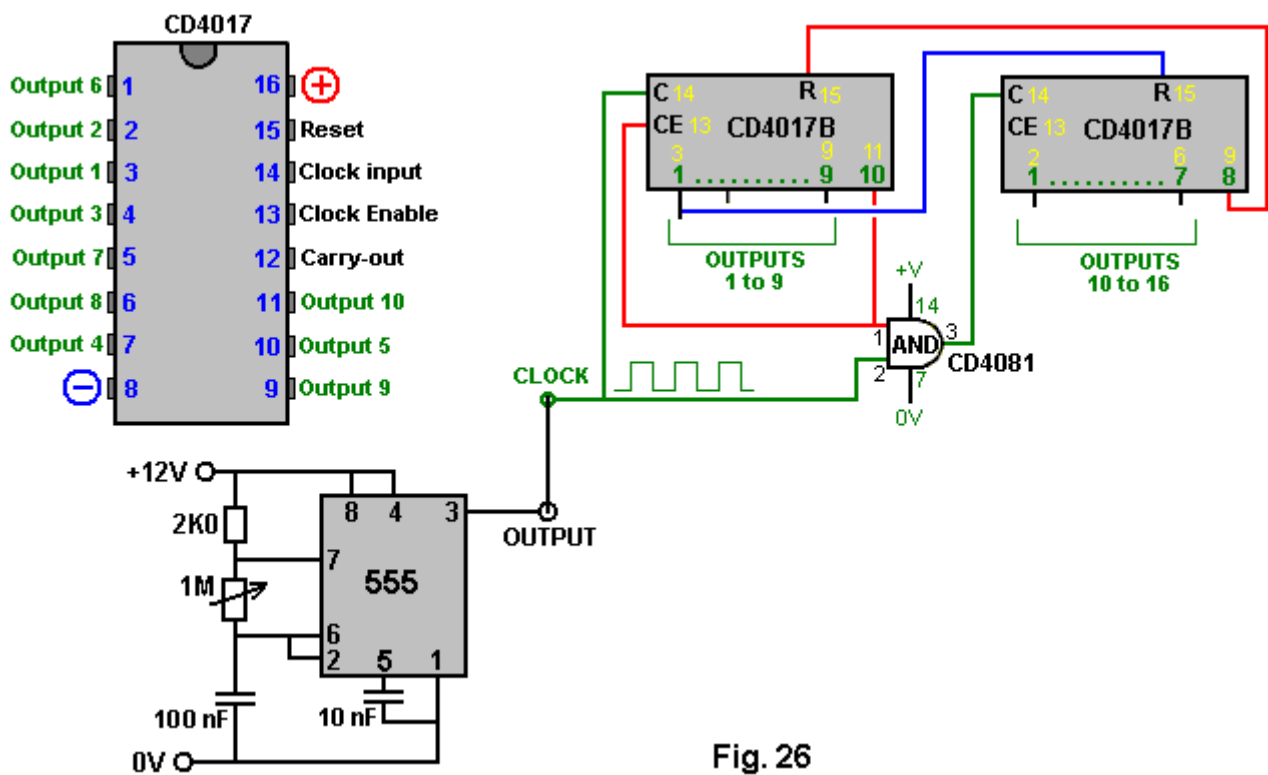 CD4017
Output 6 1 16 +
Output 2 2 15 Reset
Output 1 3 14 Clock input
Output 3 4 13 Clock Enable
Output 7 5 12 Carry-out
Output 8 6 11 Output 10
Output 4 7 10 Output 5
− 8 9 Output 9
C 14 R 15
CE 13 CD4017B
3 9 11
1 .......... 9 10
OUTPUTS
1 to 9
C 14 R 15
CE 13 CD4017B
2 6 9
1 .......... 7 8
OUTPUTS
10 to 16
+V
14
1 AND 3
2 CD4081
7
0V
CLOCK
OUTPUT
+12V
8 4 3
2K0
7
1M 555
6
2 5 1
100 nF 10 nF
0V
Fig. 26